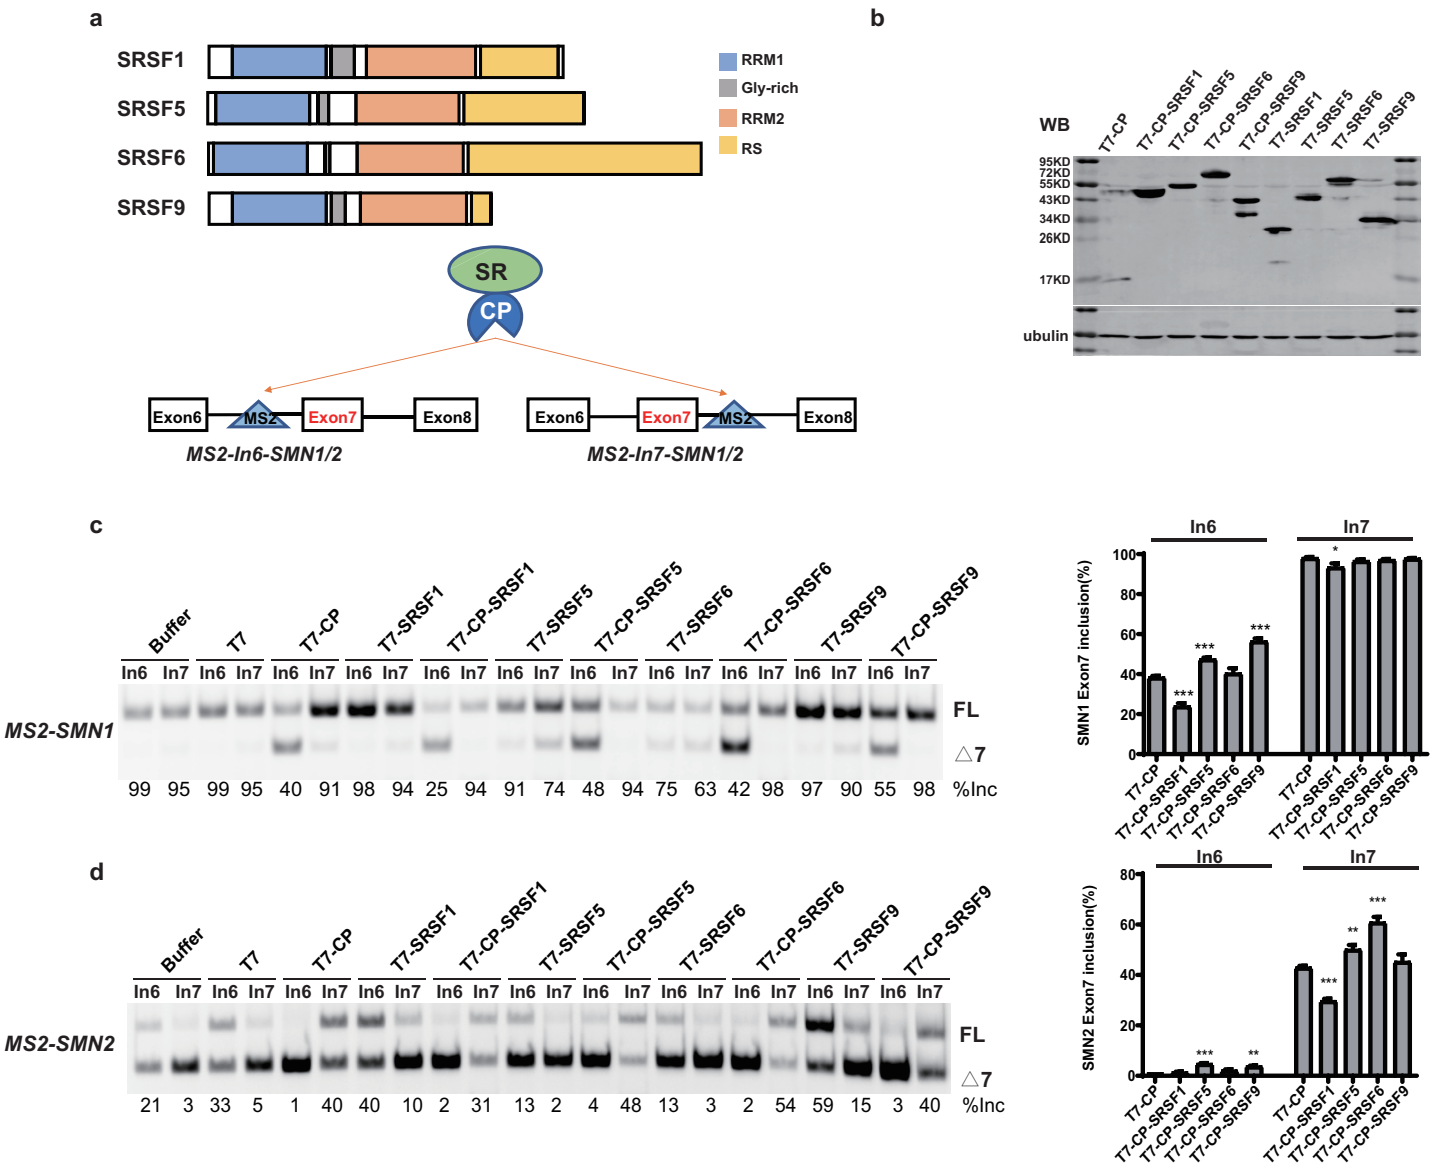 a
SRSF1
SRSF5
SRSF6
SRSF9
RRM1
Gly-rich
RRM2
RS
SR
CP
Exon6 MS2 Exon7 Exon8
MS2-In6-SMN1/2
Exon6 Exon7 MS2 Exon8
MS2-In7-SMN1/2
b
WB
T7-CP T7-CP-SRSF1 T7-CP-SRSF5 T7-CP-SRSF6 T7-CP-SRSF9 T7-SRSF1 T7-SRSF5 T7-SRSF6 T7-SRSF9
95KD
72KD
55KD
43KD
34KD
26KD
17KD
ubulin
c
Buffer T7 T7-CP T7-SRSF1 T7-CP-SRSF1 T7-SRSF5 T7-CP-SRSF5 T7-SRSF6 T7-CP-SRSF6 T7-SRSF9 T7-CP-SRSF9
In6 In7 In6 In7 In6 In7 In6 In7 In6 In7 In6 In7 In6 In7 In6 In7 In6 In7 In6 In7 In6 In7
MS2-SMN1
FL
△7
99 95 99 95 40 91 98 94 25 94 91 74 48 94 75 63 42 98 97 90 55 98 %Inc
In6 In7
SMN1 Exon7 inclusion(%)
100
80
60
40
20
0
*** *** *** *
T7-CP T7-CP-SRSF1 T7-CP-SRSF5 T7-CP-SRSF6 T7-CP-SRSF9 T7-CP T7-CP-SRSF1 T7-CP-SRSF5 T7-CP-SRSF6 T7-CP-SRSF9
d
Buffer T7 T7-CP T7-SRSF1 T7-CP-SRSF1 T7-SRSF5 T7-CP-SRSF5 T7-SRSF6 T7-CP-SRSF6 T7-SRSF9 T7-CP-SRSF9
In6 In7 In6 In7 In6 In7 In6 In7 In6 In7 In6 In7 In6 In7 In6 In7 In6 In7 In6 In7 In6 In7
MS2-SMN2
FL
△7
21 3 33 5 1 40 40 10 2 31 13 2 4 48 13 3 2 54 59 15 3 40 %Inc
In6 In7
SMN2 Exon7 inclusion(%)
80
60
40
20
0
*** ** *** ** ***
T7-CP T7-CP-SRSF1 T7-CP-SRSF5 T7-CP-SRSF6 T7-CP-SRSF9 T7-CP T7-CP-SRSF1 T7-CP-SRSF5 T7-CP-SRSF6 T7-CP-SRSF9